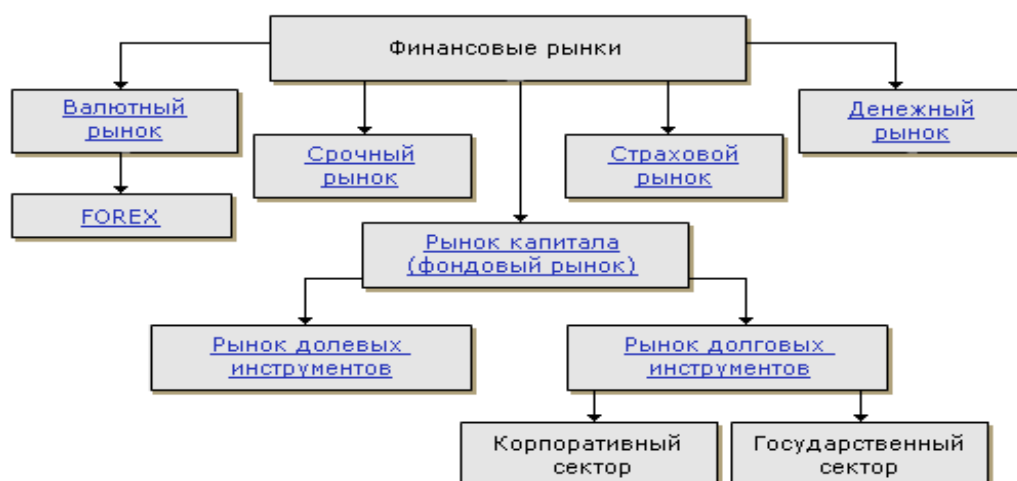 Финансовые рынки
Валютный
рынок
Денежный
рынок
Срочный
рынок
Страховой
рынок
FOREX
Рынок капитала
(фондовый рынок)
Рынок долевых
инструментов
Рынок долговых
инструментов
Корпоративный
сектор
Государственный
сектор